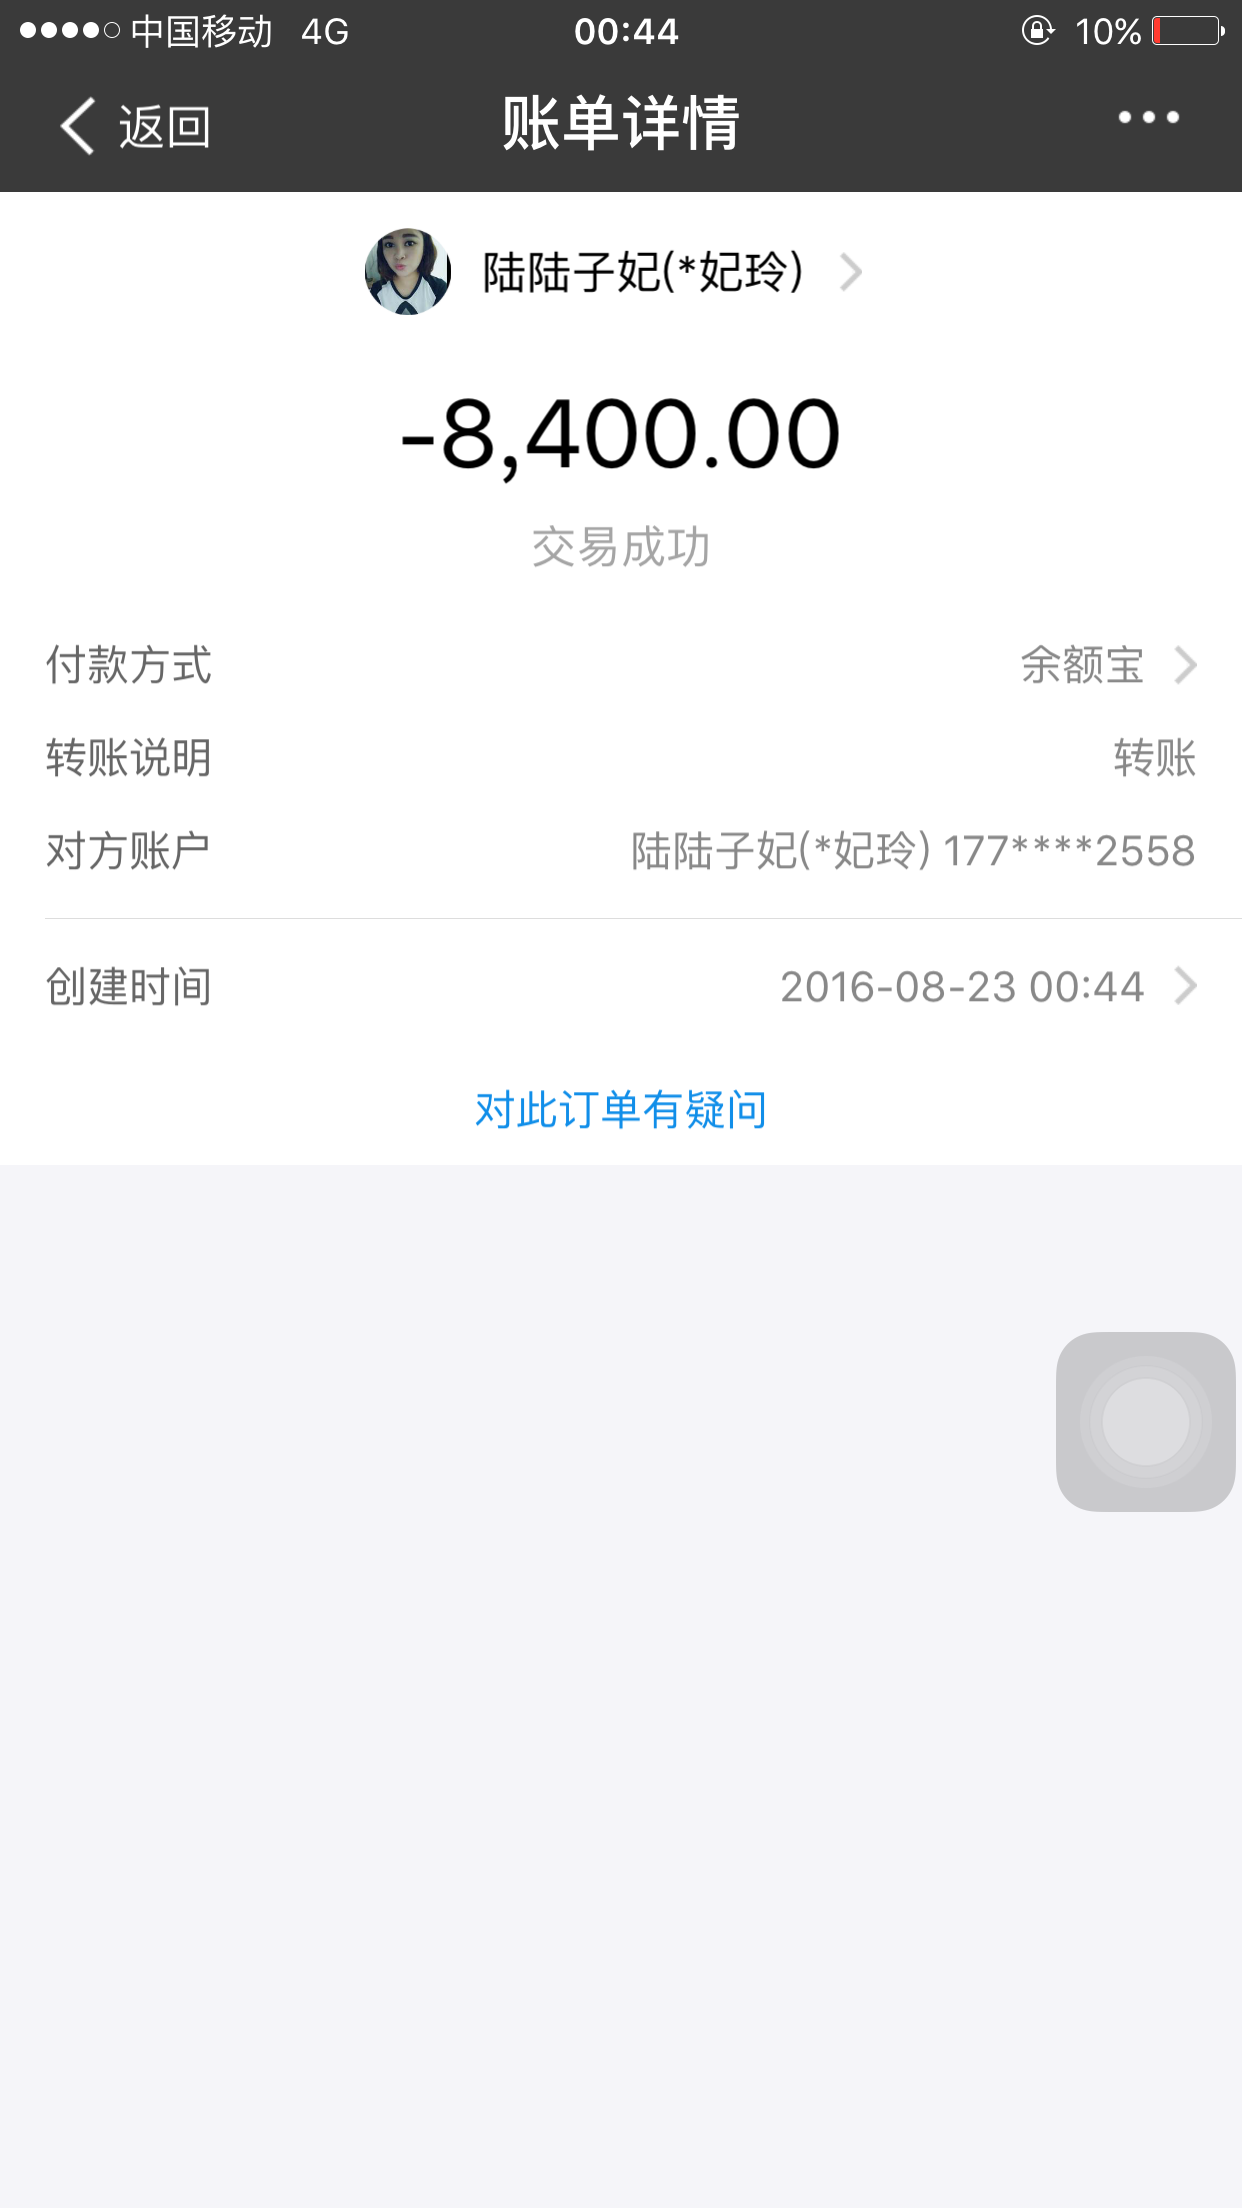 中国移动 4G 00:44 10%
返回 账单详情
陆陆子妃(*妃玲)
-8,400.00
交易成功
付款方式 余额宝
转账说明 转账
对方账户 陆陆子妃(*妃玲) 177****2558
创建时间 2016-08-23 00:44
对此订单有疑问